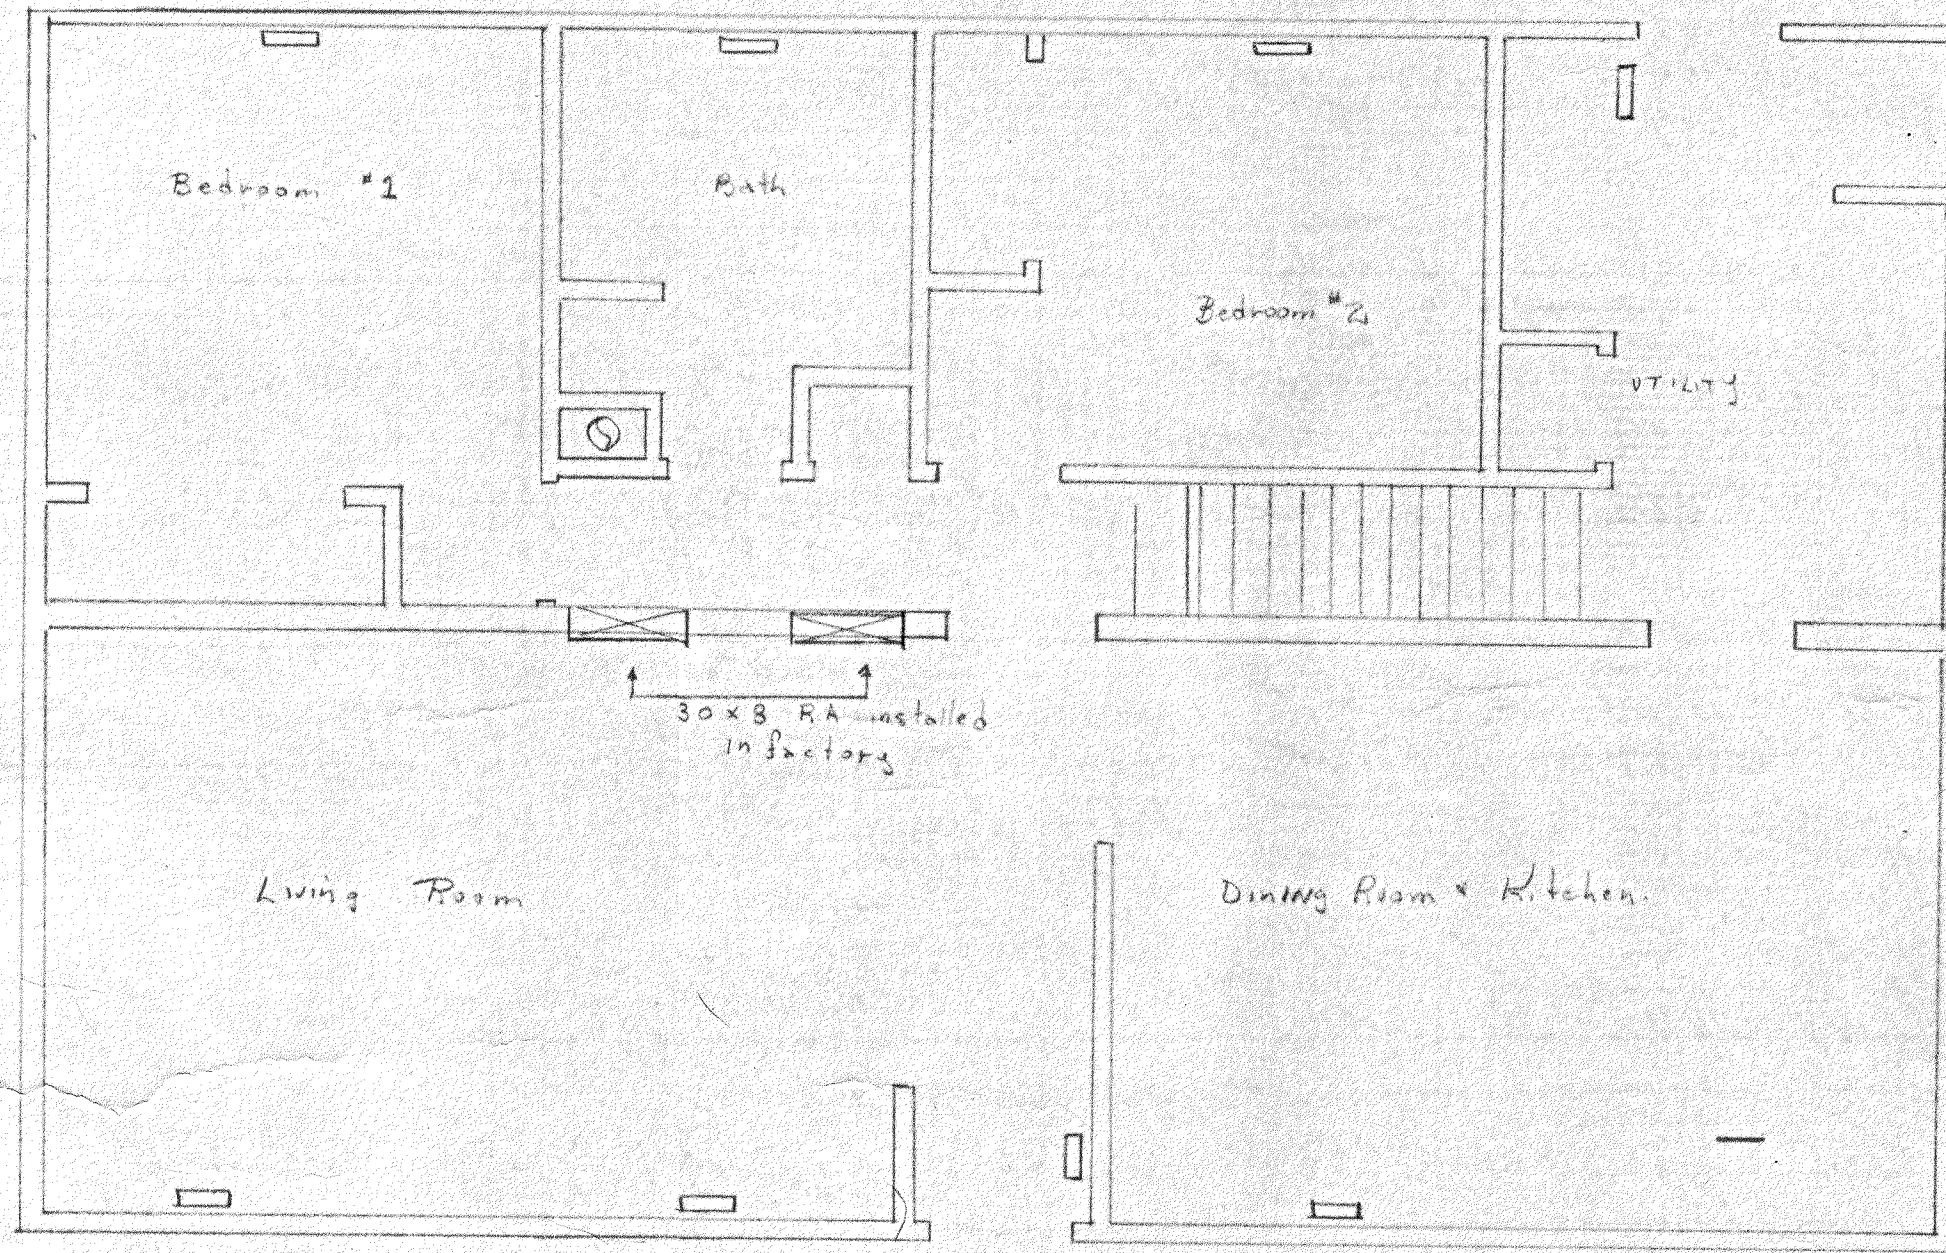 Bedroom #1
Bath
Bedroom #2
UTILITY
30 x 8 RA installed
in factory
Living Room
Dining Room & Kitchen.